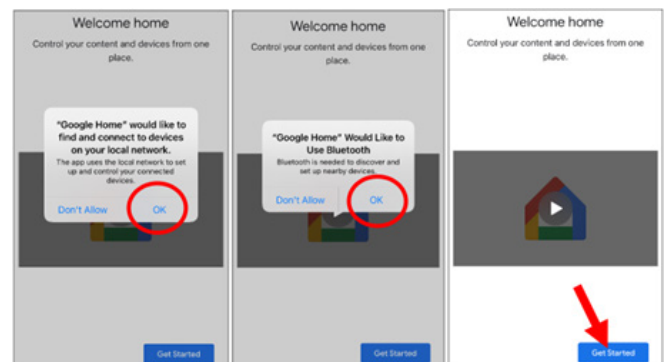 Welcome home
Control your content and devices from one
place.
"Google Home" would like to
find and connect to devices
on your local network.
The app uses the local network to set
up and control your connected
devices.
Don't Allow
OK
Get Started
Welcome home
Control your content and devices from one
place.
"Google Home" Would Like to
Use Bluetooth
Bluetooth is needed to discover and
set up nearby devices.
Don't Allow
OK
Get Started
Welcome home
Control your content and devices from one
place.
Get Started